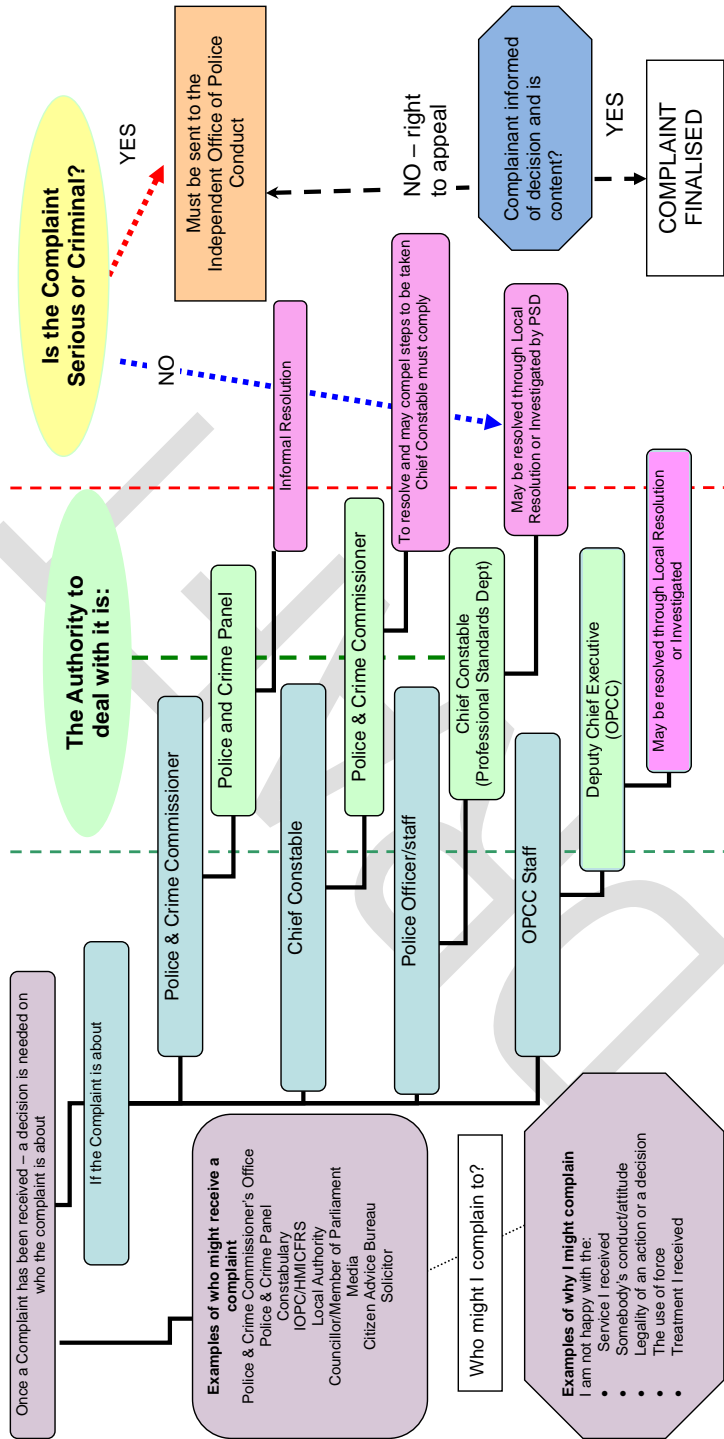 Once a Complaint has been received – a decision is needed on
who the complaint is about
If the Complaint is about
Examples of who might receive a
complaint
Police & Crime Commissioner's Office
Police & Crime Panel
Constabulary
IOPC/HMICFRS
Local Authority
Councillor/Member of Parliament
Media
Citizen Advice Bureau
Solicitor
Who might I complain to?
Examples of why I might complain
I am not happy with the:
• Service I received
• Somebody's conduct/attitude
• Legality of an action or a decision
• The use of force
• Treatment I received
Police & Crime Commissioner
Chief Constable
Police Officer/staff
OPCC Staff
The Authority to
deal with it is:
Police and Crime Panel
Police & Crime Commissioner
Chief Constable
(Professional Standards Dept)
Deputy Chief Executive
(OPCC)
Is the Complaint
Serious or Criminal?
NO
YES
Informal Resolution
To resolve and may compel steps to be taken
Chief Constable must comply
May be resolved through Local
Resolution or Investigated by PSD
May be resolved through Local Resolution
or Investigated
Must be sent to the
Independent Office of Police
Conduct
NO – right
to appeal
Complainant informed
of decision and is
content?
YES
COMPLAINT
FINALISED
DRAFT